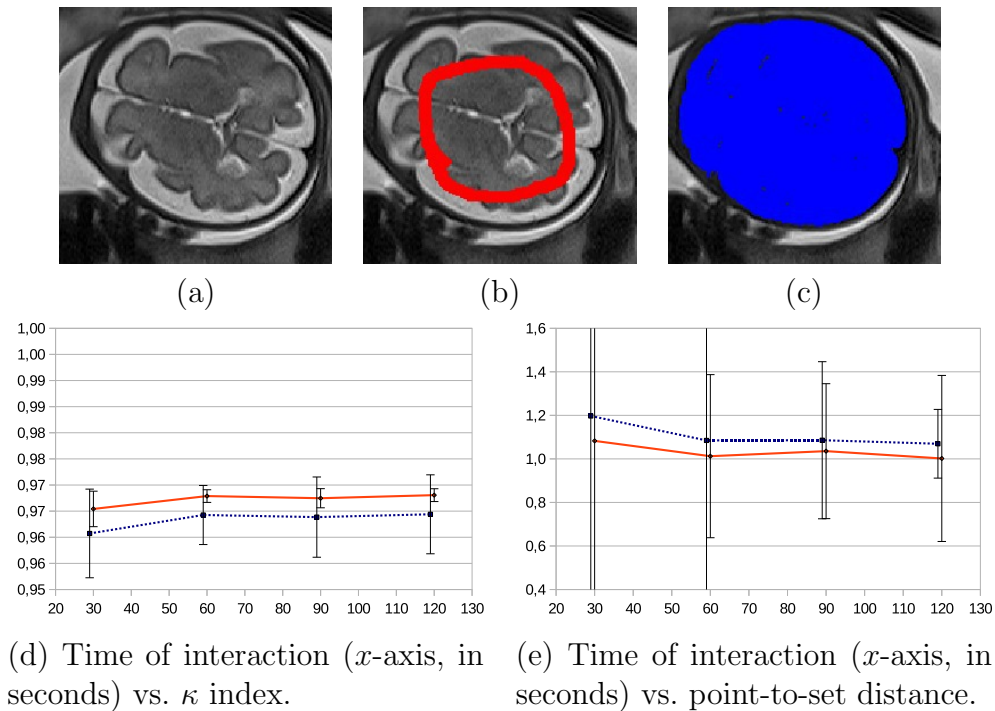 (a) (b) (c)
1,00
1,00
0,99
0,99
0,98
0,98
0,97
0,97
0,96
0,96
0,95
20 30 40 50 60 70 80 90 100 110 120 130
1,6
1,4
1,2
1,0
0,8
0,6
0,4
20 30 40 50 60 70 80 90 100 110 120 130
(d) Time of interaction (x-axis, in
seconds) vs. κ index.
(e) Time of interaction (x-axis, in
seconds) vs. point-to-set distance.